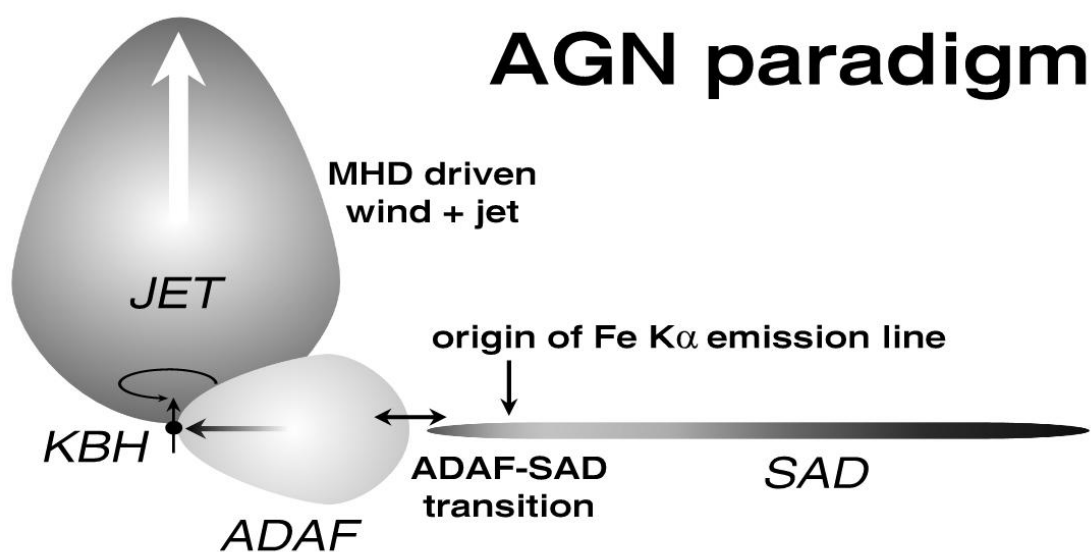 AGN paradigm
MHD driven
wind + jet
JET
origin of Fe Kα emission line
KBH
ADAF-SAD
transition
SAD
ADAF